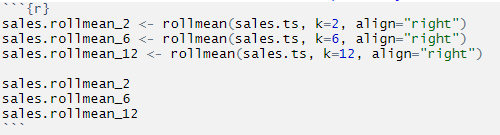 ```{r}
sales.rollmean_2 <- rollmean(sales.ts, k=2, align="right")
sales.rollmean_6 <- rollmean(sales.ts, k=6, align="right")
sales.rollmean_12 <- rollmean(sales.ts, k=12, align="right")
sales.rollmean_2
sales.rollmean_6
sales.rollmean_12
```